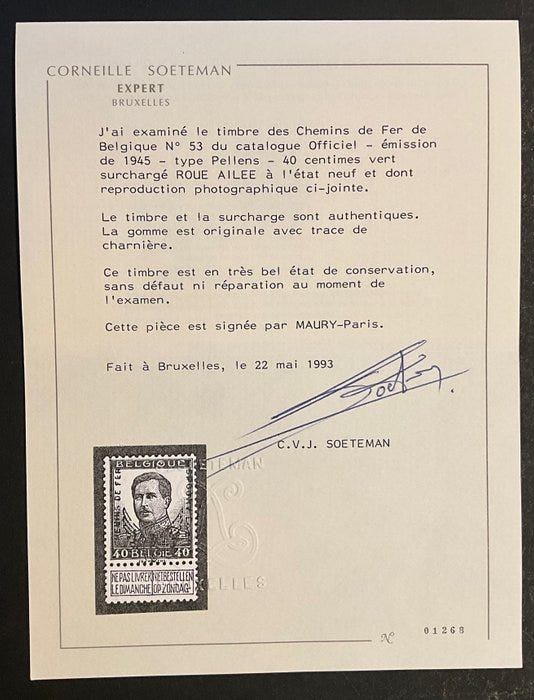 CORNEILLE SOETEMAN
EXPERT
BRUXELLES
J'ai examiné le timbre des Chemins de Fer de
Belgique N° 53 du catalogue Officiel - émission
de 1945 - type Pellens - 40 centimes vert
surchargé ROUE AILEE à l'état neuf et dont
reproduction photographique ci-jointe.
Le timbre et la surcharge sont authentiques.
La gomme est originale avec trace de
charnière.
Ce timbre est en très bel état de conservation,
sans défaut ni réparation au moment de
l'examen.
Cette pièce est signée par MAURY-Paris.
Fait à Bruxelles, le 22 mai 1993
C.V.J. SOETEMAN
BELGIQUE
40 BELGIË 40
NE PAS LIVRER NIET BESTELLEN
LE DIMANCHE OP ZONDAG
№ 01268